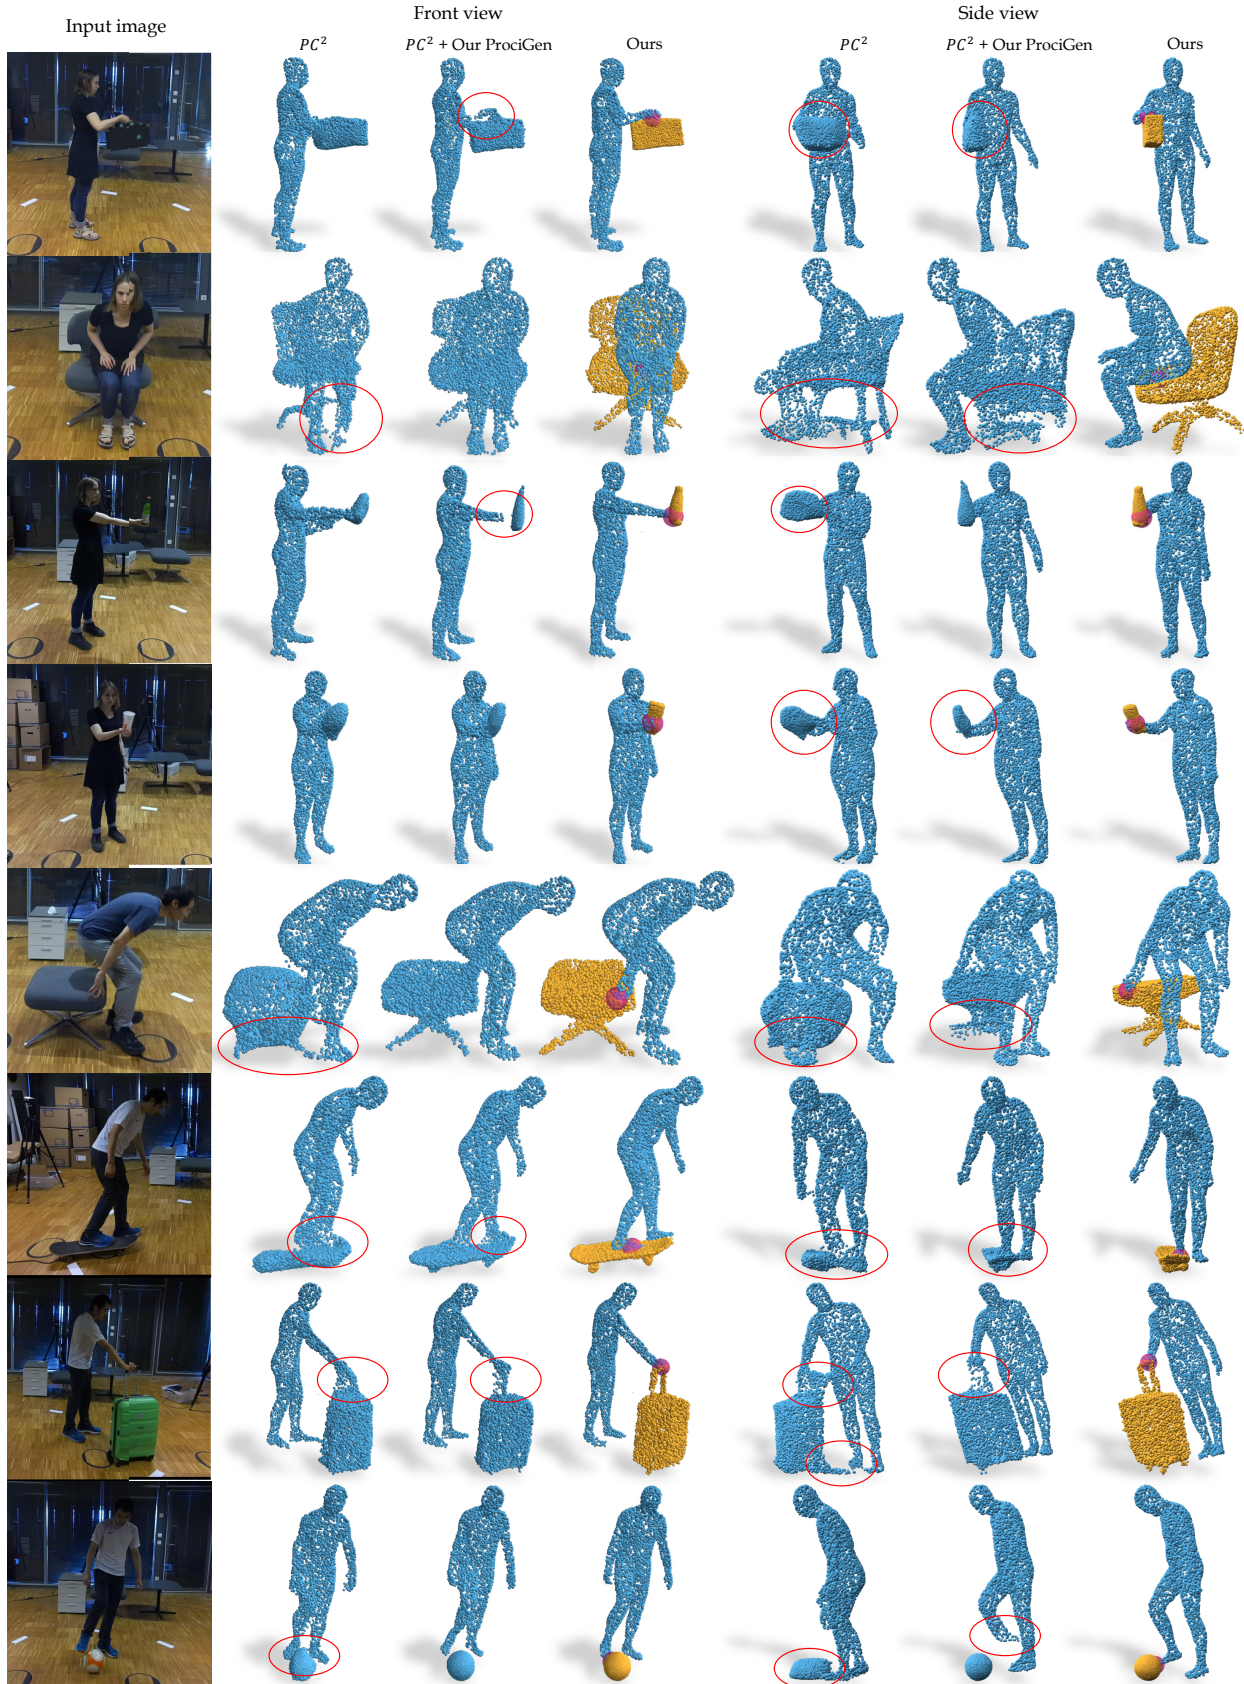 Input image
Front view
Side view
PC²
PC² + Our ProciGen
Ours
PC²
PC² + Our ProciGen
Ours